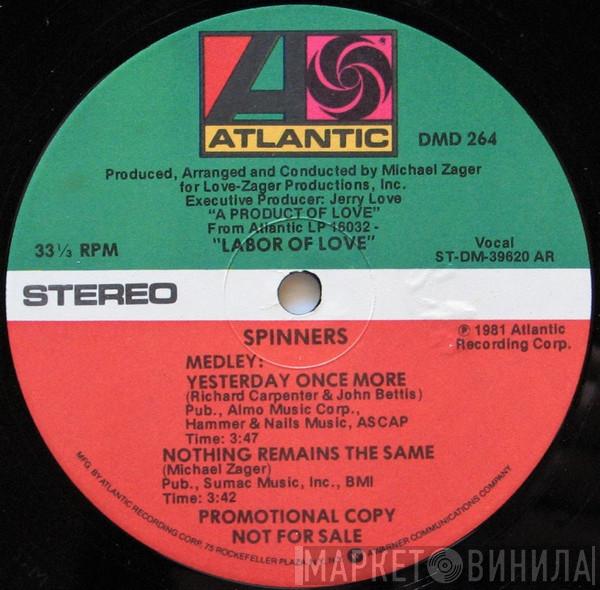 ATLANTIC
DMD 264
Produced, Arranged and Conducted by Michael Zager
for Love-Zager Productions, Inc.
Executive Producer: Jerry Love
"A PRODUCT OF LOVE"
From Atlantic LP 16032 -
"LABOR OF LOVE"
33⅓ RPM
Vocal
ST-DM-39620 AR
STEREO
SPINNERS
℗ 1981 Atlantic
Recording Corp.
MEDLEY:
YESTERDAY ONCE MORE
(Richard Carpenter & John Bettis)
Pub., Almo Music Corp.,
Hammer & Nails Music, ASCAP
Time: 3:47
NOTHING REMAINS THE SAME
(Michael Zager)
Pub., Sumac Music, Inc., BMI
Time: 3:42
PROMOTIONAL COPY
NOT FOR SALE
MFG. BY ATLANTIC RECORDING CORP., 75 ROCKEFELLER PLAZA, N.Y., N.Y. A WARNER COMMUNICATIONS COMPANY
МАРКЕТ ВИНИЛА